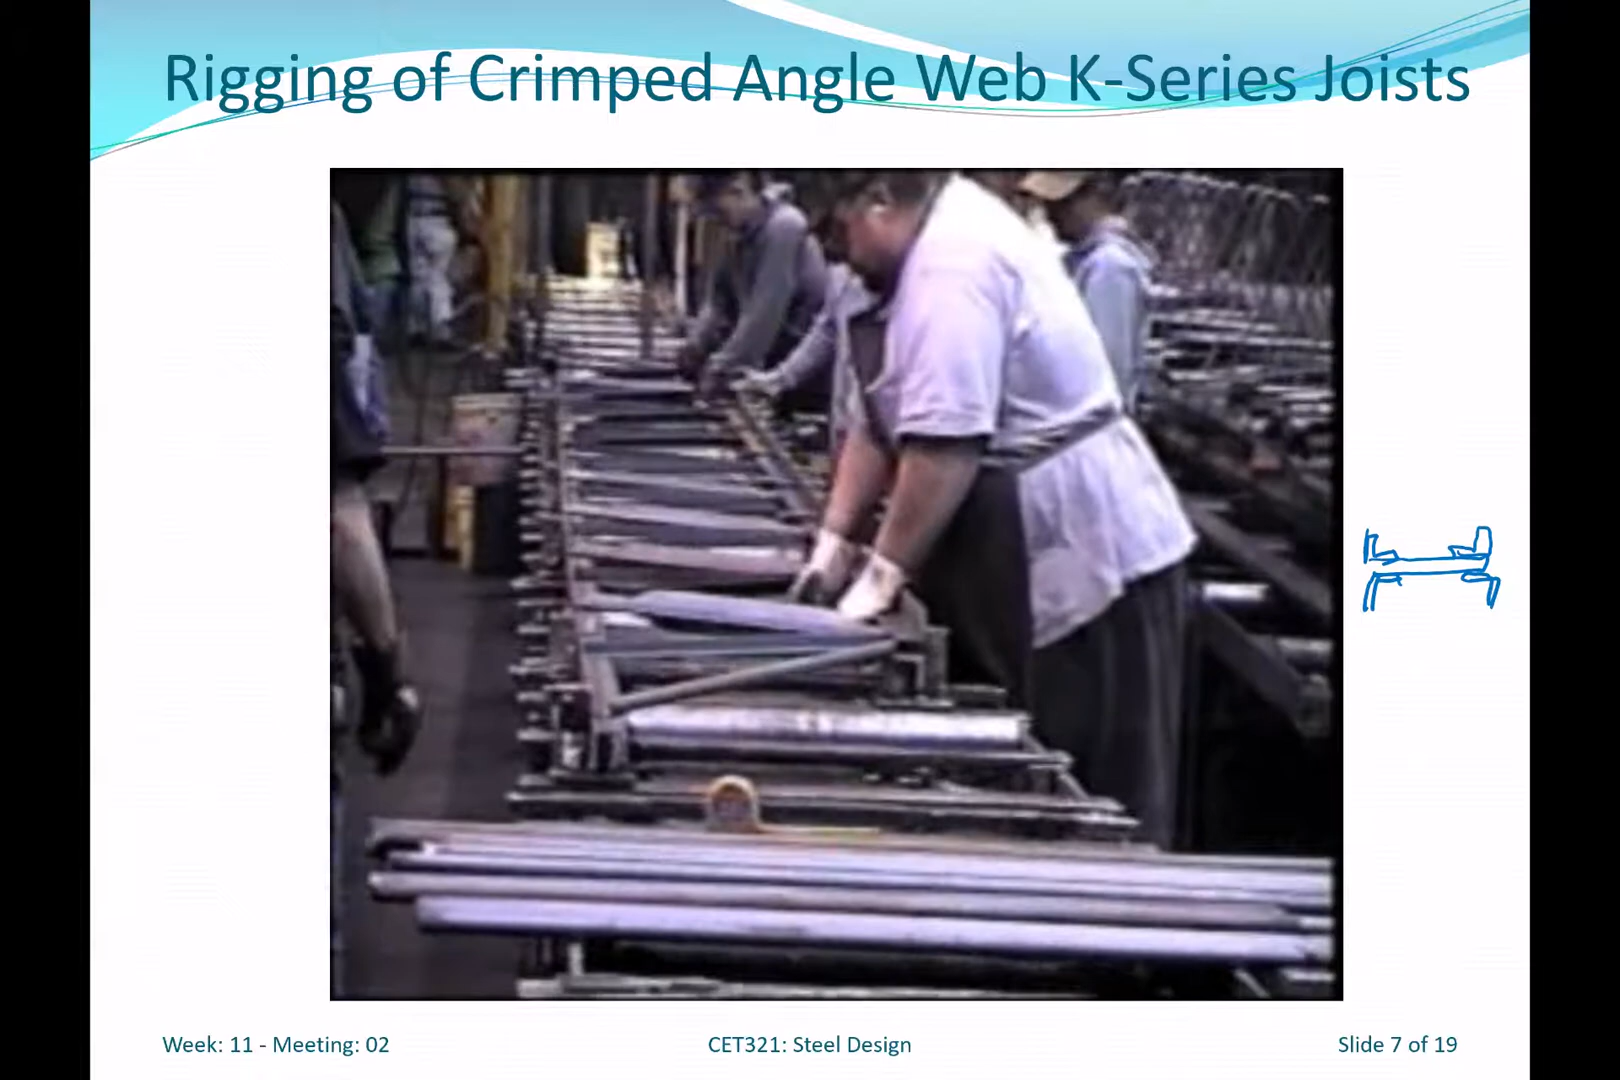 Rigging of Crimped Angle Web K-Series Joists
Week: 11 - Meeting: 02
CET321: Steel Design
Slide 7 of 19